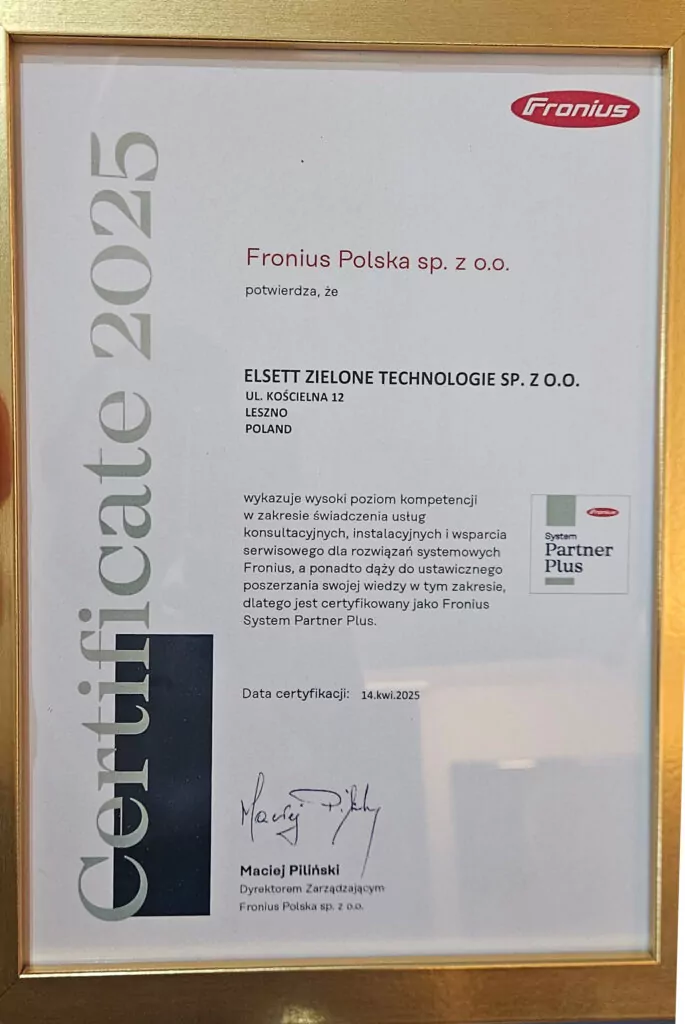 Fronius
Certificate 2025
Fronius Polska sp. z o.o.
potwierdza, że
ELSETT ZIELONE TECHNOLOGIE SP. Z O.O.
UL. KOŚCIELNA 12
LESZNO
POLAND
wykazuje wysoki poziom kompetencji
w zakresie świadczenia usług
konsultacyjnych, instalacyjnych i wsparcia
serwisowego dla rozwiązań systemowych
Fronius, a ponadto dąży do ustawicznego
poszerzania swojej wiedzy w tym zakresie,
dlatego jest certyfikowany jako Fronius
System Partner Plus.
Fronius
System
Partner
Plus
Data certyfikacji: 14.kwi.2025
Maciej Piliński
Dyrektorem Zarządzającym
Fronius Polska sp. z o.o.